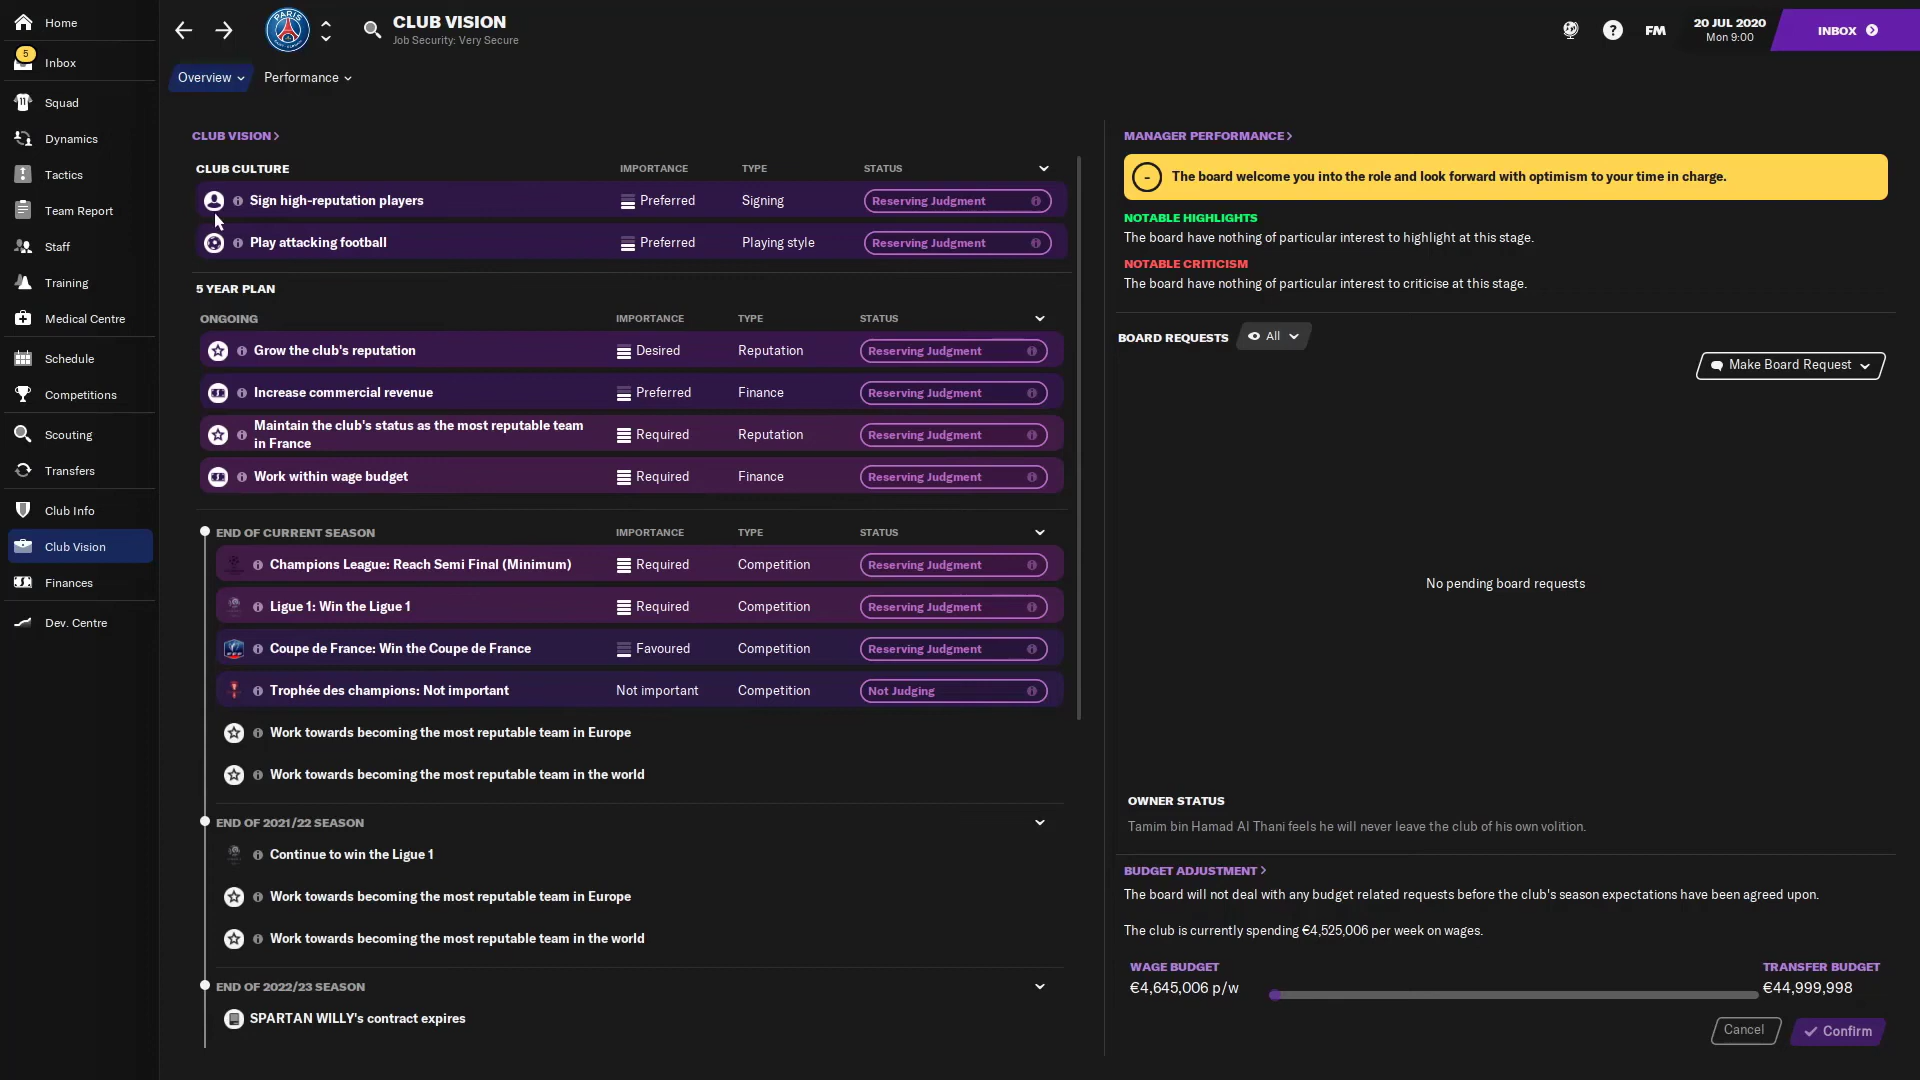 Home
5
Inbox
Squad
Dynamics
Tactics
Team Report
Staff
Training
Medical Centre
Schedule
Competitions
Scouting
Transfers
Club Info
Club Vision
Finances
Dev. Centre
PARIS
CLUB VISION
Job Security: Very Secure
FM
20 JUL 2020
Mon 9:00
INBOX
Overview
Performance
CLUB VISION
CLUB CULTURE IMPORTANCE TYPE STATUS
Sign high-reputation players Preferred Signing Reserving Judgment
Play attacking football Preferred Playing style Reserving Judgment
5 YEAR PLAN
ONGOING IMPORTANCE TYPE STATUS
Grow the club's reputation Desired Reputation Reserving Judgment
Increase commercial revenue Preferred Finance Reserving Judgment
Maintain the club's status as the most reputable team
in France Required Reputation Reserving Judgment
Work within wage budget Required Finance Reserving Judgment
END OF CURRENT SEASON IMPORTANCE TYPE STATUS
Champions League: Reach Semi Final (Minimum) Required Competition Reserving Judgment
Ligue 1: Win the Ligue 1 Required Competition Reserving Judgment
Coupe de France: Win the Coupe de France Favoured Competition Reserving Judgment
Trophée des champions: Not important Not important Competition Not Judging
Work towards becoming the most reputable team in Europe
Work towards becoming the most reputable team in the world
END OF 2021/22 SEASON
Continue to win the Ligue 1
Work towards becoming the most reputable team in Europe
Work towards becoming the most reputable team in the world
END OF 2022/23 SEASON
SPARTAN WILLY's contract expires
MANAGER PERFORMANCE
- The board welcome you into the role and look forward with optimism to your time in charge.
NOTABLE HIGHLIGHTS
The board have nothing of particular interest to highlight at this stage.
NOTABLE CRITICISM
The board have nothing of particular interest to criticise at this stage.
BOARD REQUESTS All
Make Board Request
No pending board requests
OWNER STATUS
Tamim bin Hamad Al Thani feels he will never leave the club of his own volition.
BUDGET ADJUSTMENT
The board will not deal with any budget related requests before the club's season expectations have been agreed upon.
The club is currently spending €4,525,006 per week on wages.
WAGE BUDGET TRANSFER BUDGET
€4,645,006 p/w €44,999,998
Cancel Confirm